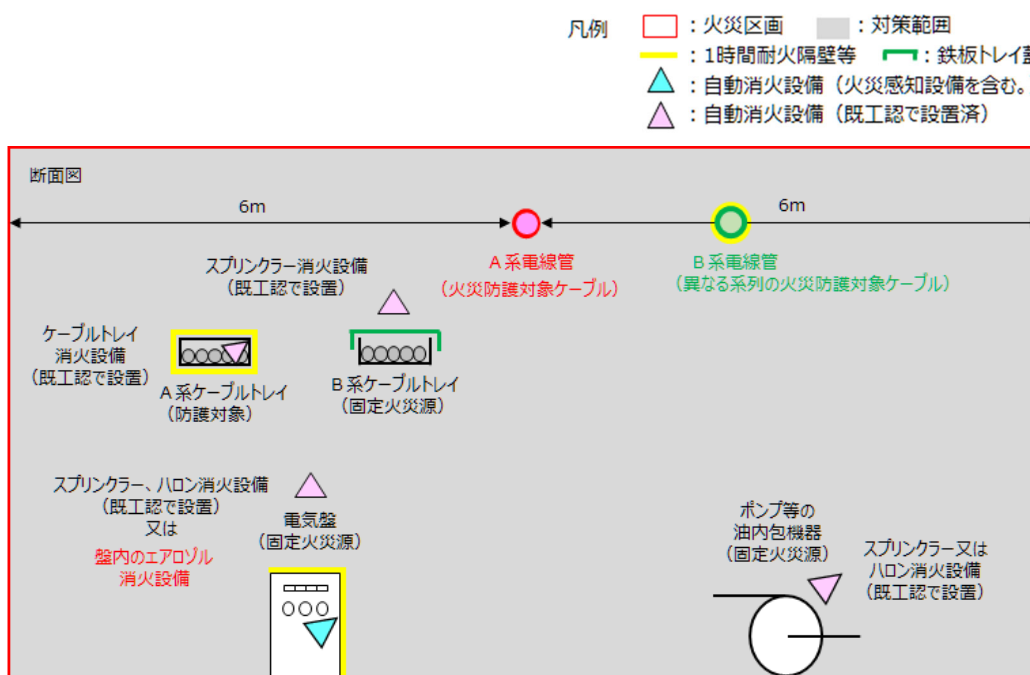 凡例
：火災区画
：対策範囲
：1時間耐火隔壁等
：鉄板トレイ蓋
：自動消火設備（火災感知設備を含む。
：自動消火設備（既工認で設置済）
断面図
6m
6m
A系電線管
（火災防護対象ケーブル）
B系電線管
（異なる系列の火災防護対象ケーブル）
スプリンクラー消火設備
（既工認で設置）
ケーブルトレイ
消火設備
（既工認で設置）
A系ケーブルトレイ
（防護対象）
B系ケーブルトレイ
（固定火災源）
スプリンクラー、ハロン消火設備
（既工認で設置）
又は
盤内のエアロゾル
消火設備
電気盤
（固定火災源）
ポンプ等の
油内包機器
（固定火災源）
スプリンクラー又は
ハロン消火設備
（既工認で設置）